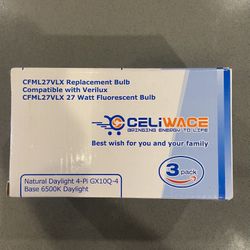 CFML27VLX Replacement Bulb
Compatible with Verilux
CFML27VLX 27 Watt Fluorescent Bulb
CELiWACE
BRINGING ENERGY TO LIFE
Best wish for you and your family
3 pack
Natural Daylight 4-Pi GX10Q-4
Base 6500K Daylight